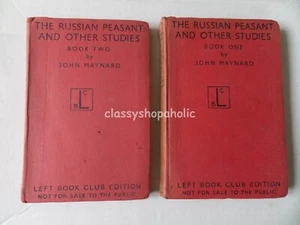 THE RUSSIAN PEASANT
AND OTHER STUDIES
BOOK TWO
by
JOHN MAYNARD
L
C
B
LEFT BOOK CLUB EDITION
NOT FOR SALE TO THE PUBLIC
THE RUSSIAN PEASANT
AND OTHER STUDIES
BOOK ONE
by
JOHN MAYNARD
L
C
B
LEFT BOOK CLUB EDITION
NOT FOR SALE TO THE PUBLIC
classyshopaholic